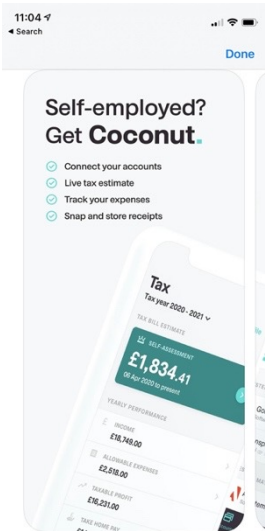 11:04
Search
Done
Self-employed?
Get Coconut.
Connect your accounts
Live tax estimate
Track your expenses
Snap and store receipts
Tax
Tax year 2020 - 2021
TAX BILL ESTIMATE
SELF-ASSESSMENT
£1,834.41
06 Apr 2020 to present
YEARLY PERFORMANCE
INCOME
£18,749.00
ALLOWABLE EXPENSES
£2,518.00
TAXABLE PROFIT
£16,231.00
TAKE HOME PAY